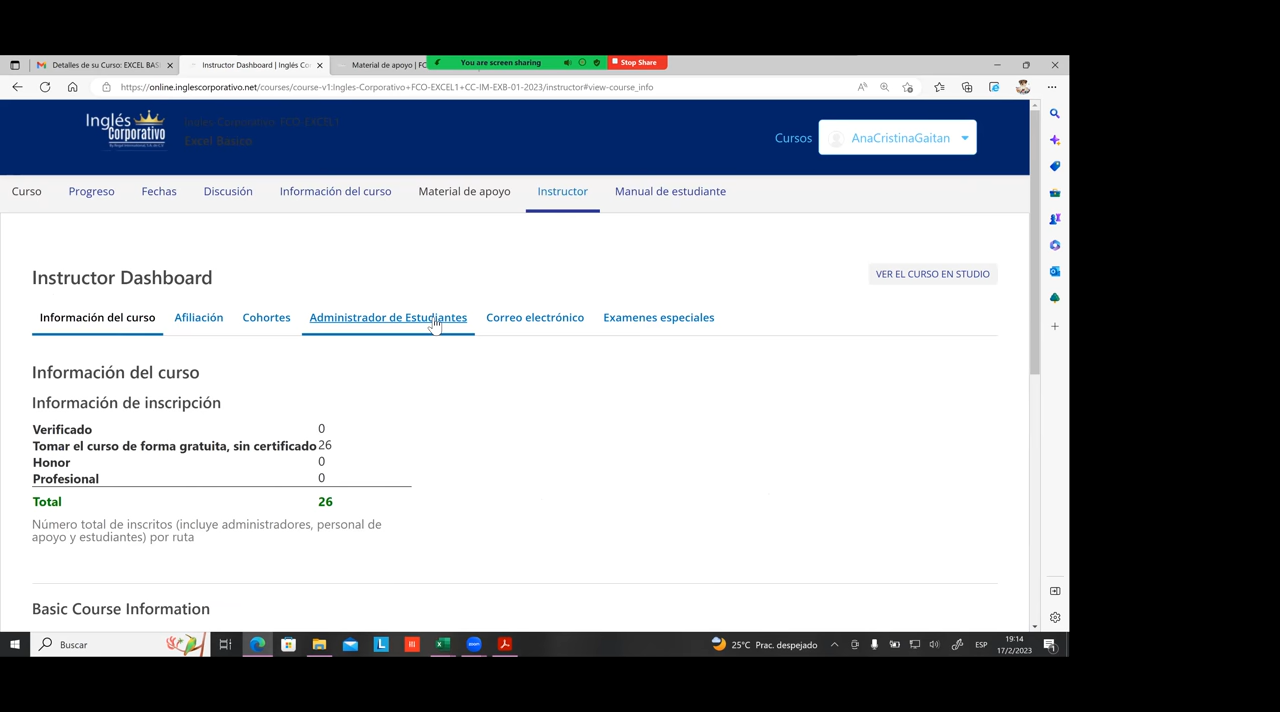 Detalles de su Curso: EXCEL BAS
Instructor Dashboard | Inglés Co
Material de apoyo | FC
You are screen sharing
Stop Share
https://online.inglescorporativo.net/courses/course-v1:Ingles-Corporativo+FCO-EXCEL1+CC-IM-EXB-01-2023/instructor#view-course_info
Inglés
Corporativo
Ingles Corporativo FCO-EXCEL1
Excel Básico
Cursos
AnaCristinaGaitan
Curso
Progreso
Fechas
Discusión
Información del curso
Material de apoyo
Instructor
Manual de estudiante
Instructor Dashboard
VER EL CURSO EN STUDIO
Información del curso
Afiliación
Cohortes
Administrador de Estudiantes
Correo electrónico
Examenes especiales
Información del curso
Información de inscripción
Verificado 0
Tomar el curso de forma gratuita, sin certificado 26
Honor 0
Profesional 0
Total 26
Número total de inscritos (incluye administradores, personal de
apoyo y estudiantes) por ruta
Basic Course Information
Buscar
25°C Prac. despejado
ESP
19:14
17/2/2023